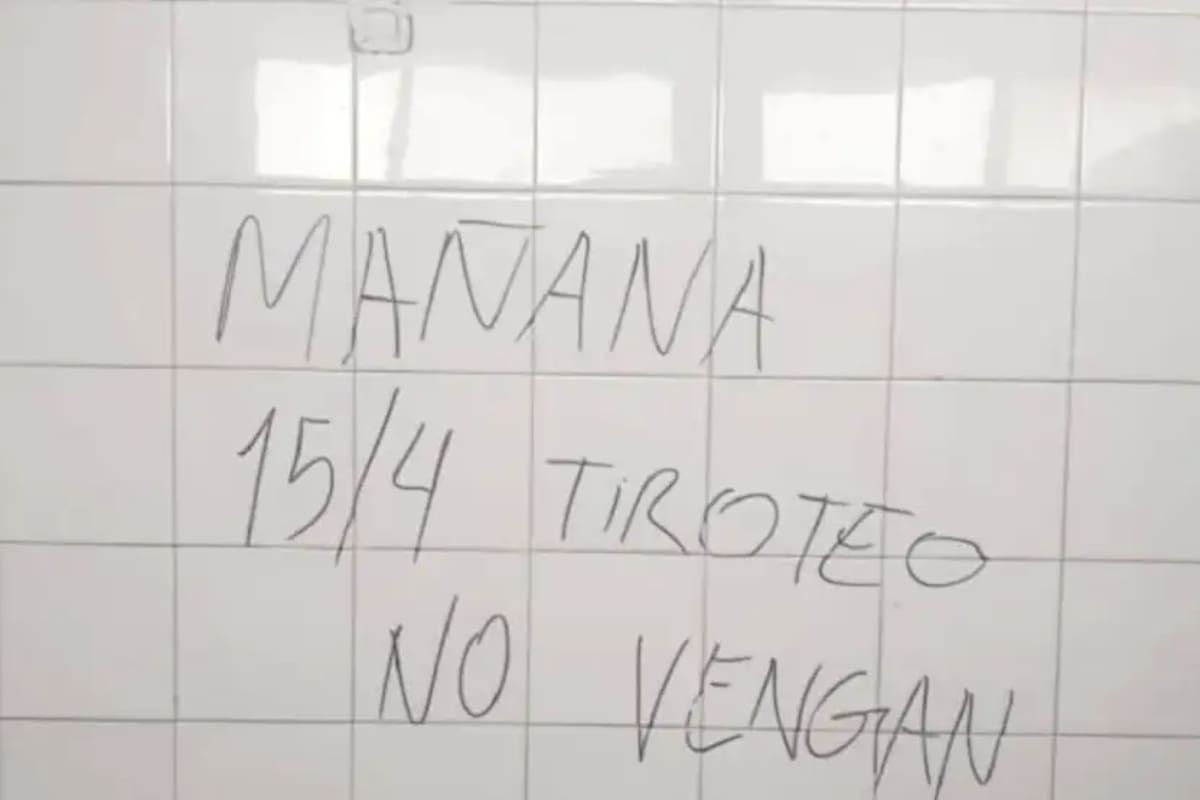 MAÑANA
15/4 TIROTEO
NO VENGAN